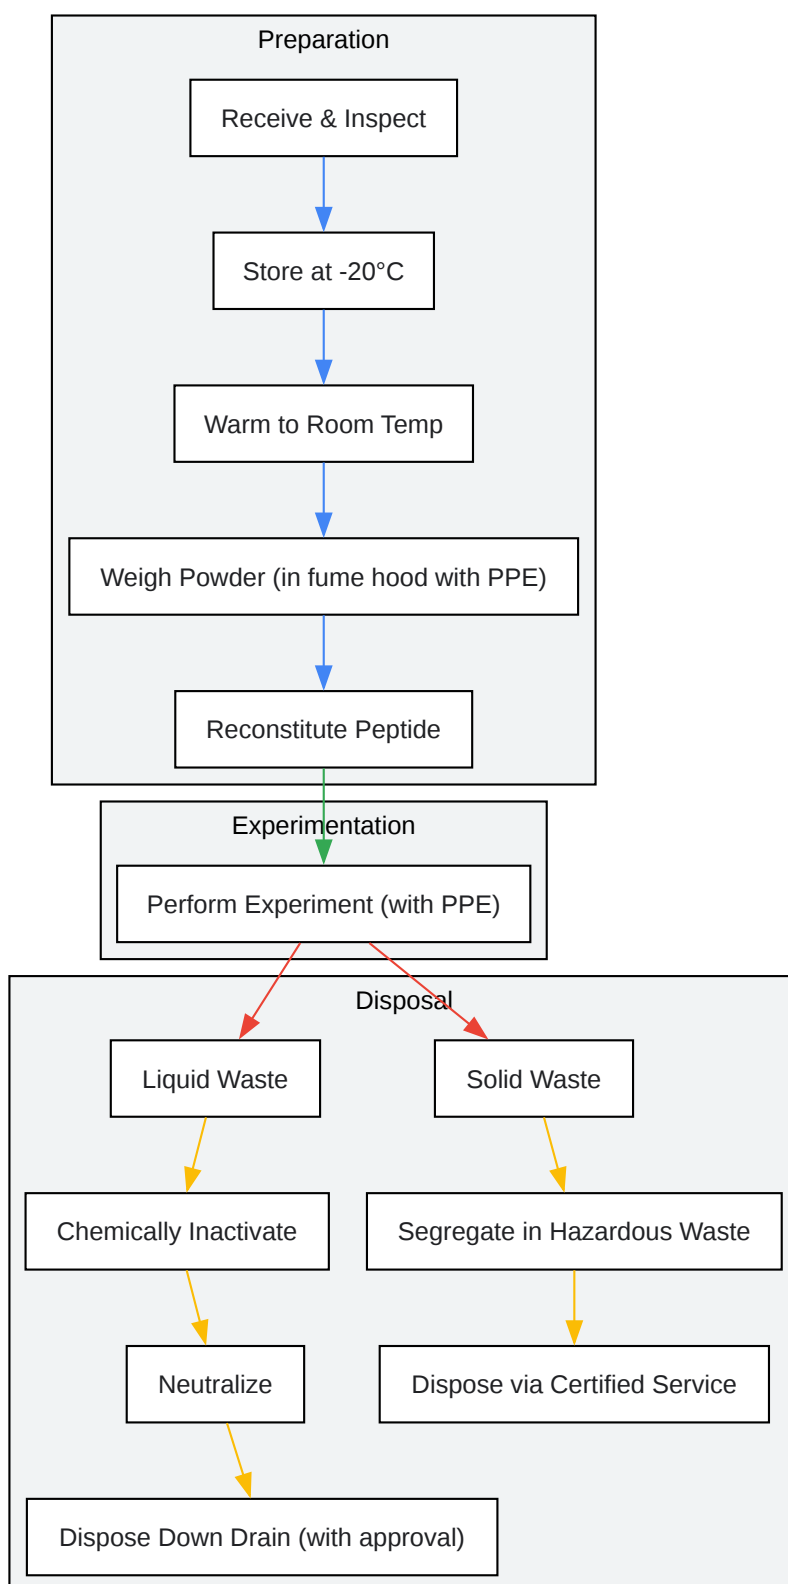 Preparation
Receive & Inspect
Store at -20°C
Warm to Room Temp
Weigh Powder (in fume hood with PPE)
Reconstitute Peptide
Experimentation
Perform Experiment (with PPE)
Disposal
Liquid Waste
Solid Waste
Chemically Inactivate
Segregate in Hazardous Waste
Neutralize
Dispose via Certified Service
Dispose Down Drain (with approval)